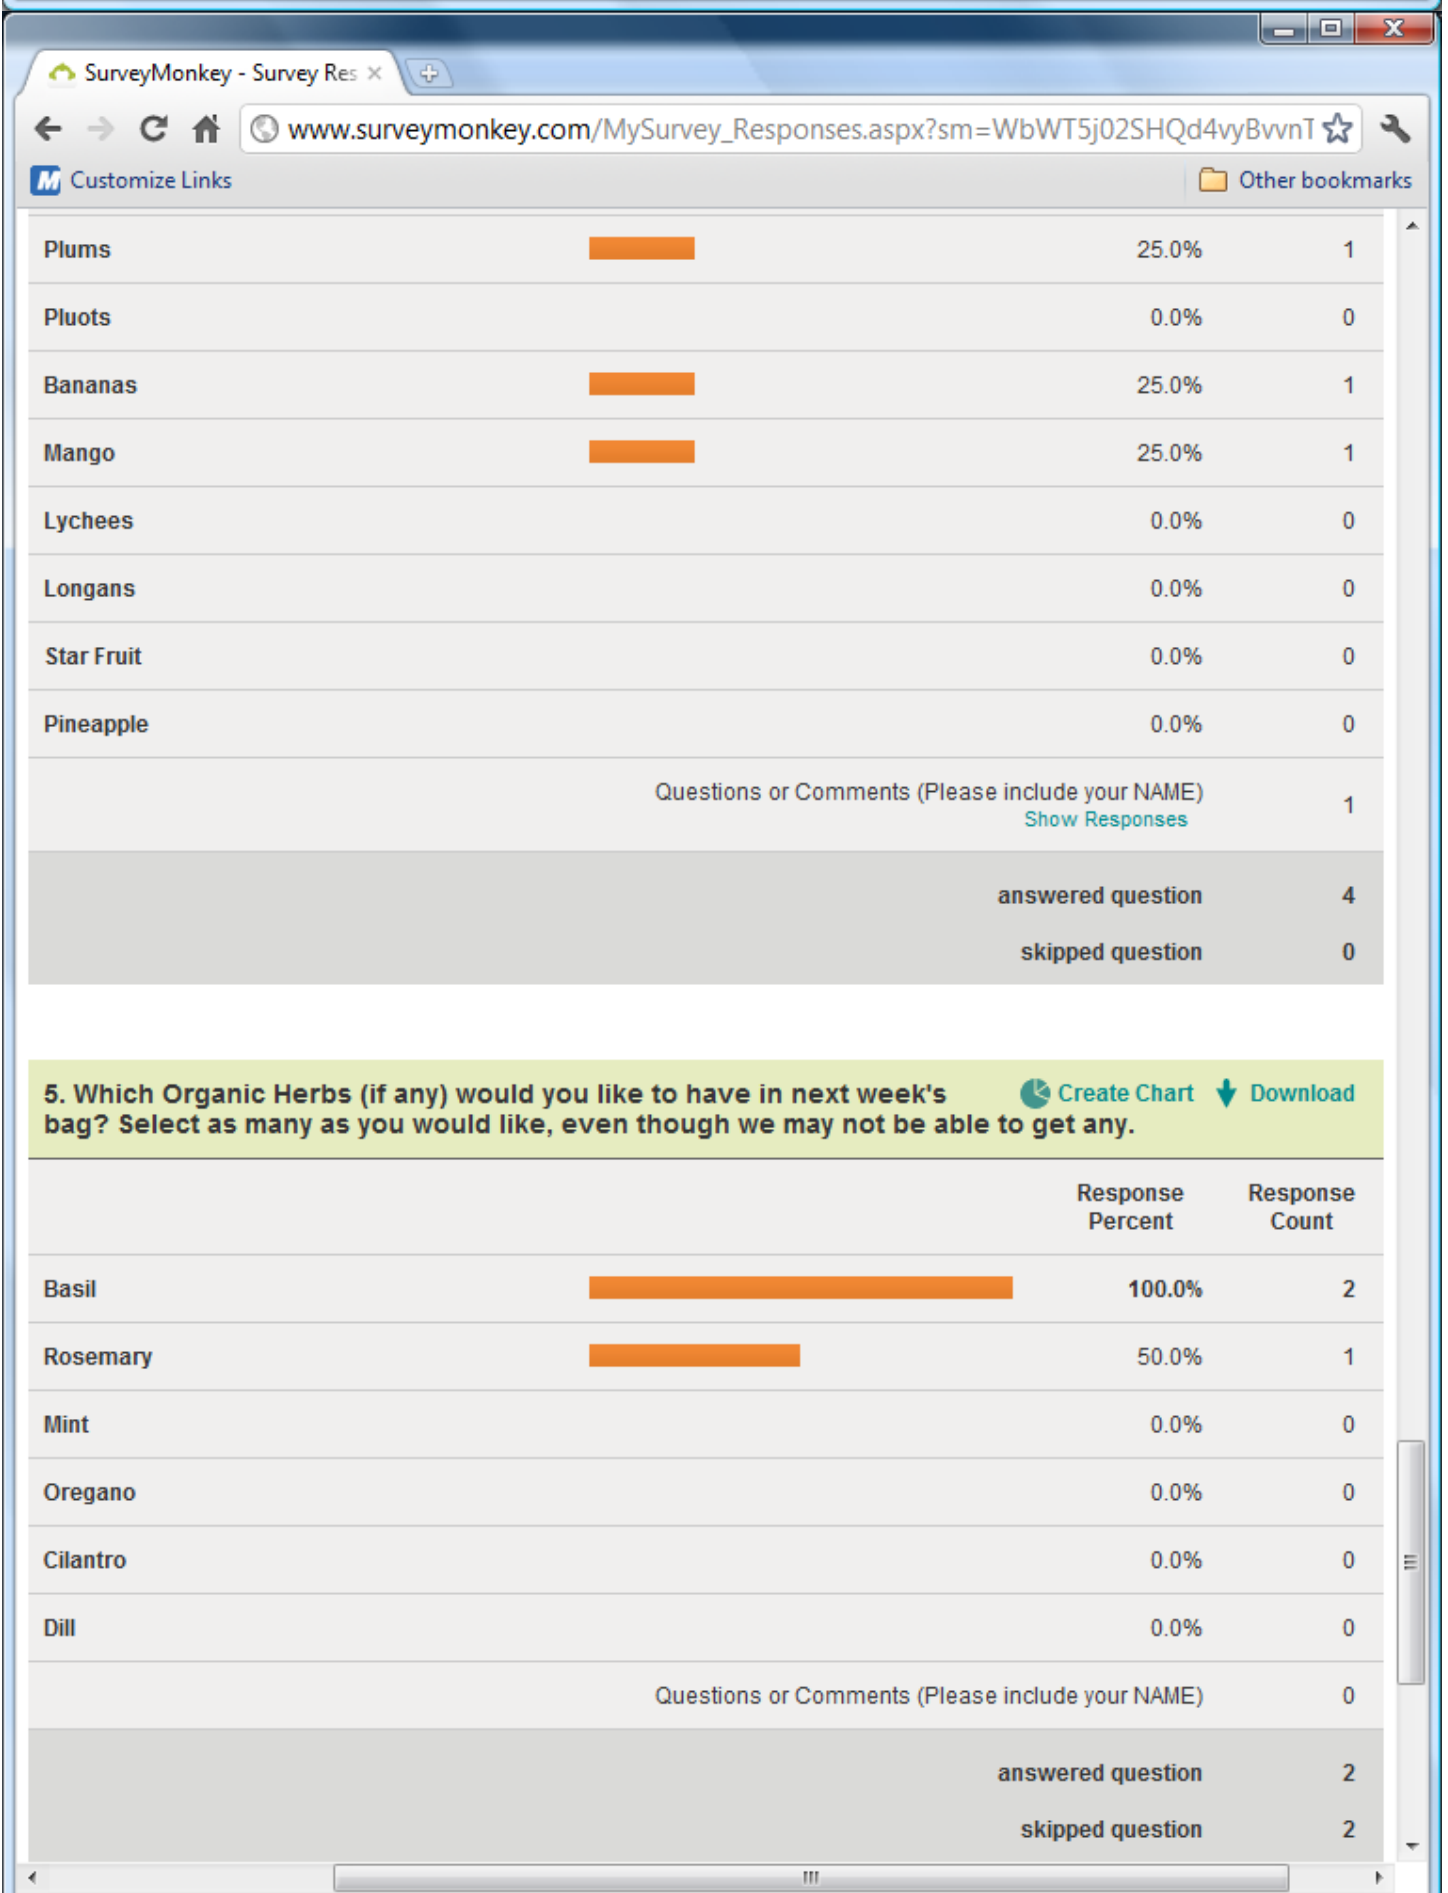 SurveyMonkey - Survey Res
www.surveymonkey.com/MySurvey_Responses.aspx?sm=WbWT5j02SHQd4vyBvvnT
Customize Links Other bookmarks
Plums 25.0% 1
Pluots 0.0% 0
Bananas 25.0% 1
Mango 25.0% 1
Lychees 0.0% 0
Longans 0.0% 0
Star Fruit 0.0% 0
Pineapple 0.0% 0
Questions or Comments (Please include your NAME) 1
Show Responses
answered question 4
skipped question 0
5. Which Organic Herbs (if any) would you like to have in next week's Create Chart Download
bag? Select as many as you would like, even though we may not be able to get any.
Response Response
Percent Count
Basil 100.0% 2
Rosemary 50.0% 1
Mint 0.0% 0
Oregano 0.0% 0
Cilantro 0.0% 0
Dill 0.0% 0
Questions or Comments (Please include your NAME) 0
answered question 2
skipped question 2